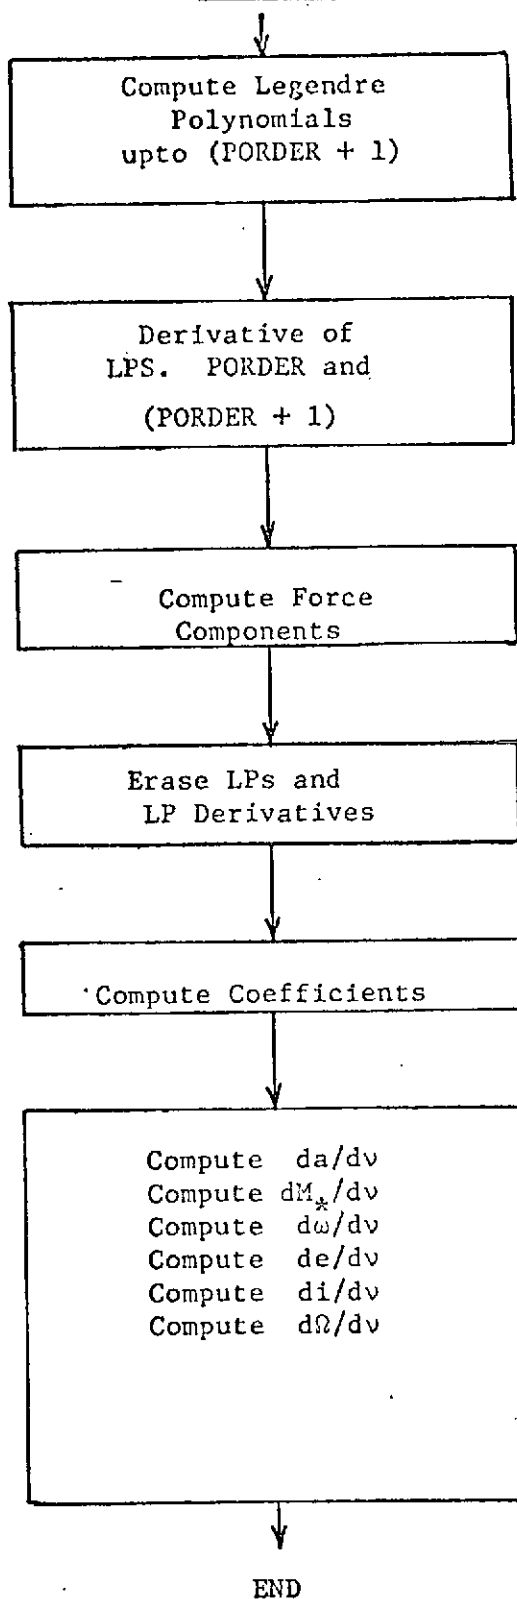 Compute Legendre
Polynomials
upto (PORDER + 1)
Derivative of
LPS. PORDER and
(PORDER + 1)
Compute Force
Components
Erase LPs and
LP Derivatives
Compute Coefficients
Compute da/dν
Compute dM*/dν
Compute dω/dν
Compute de/dν
Compute di/dν
Compute dΩ/dν
END